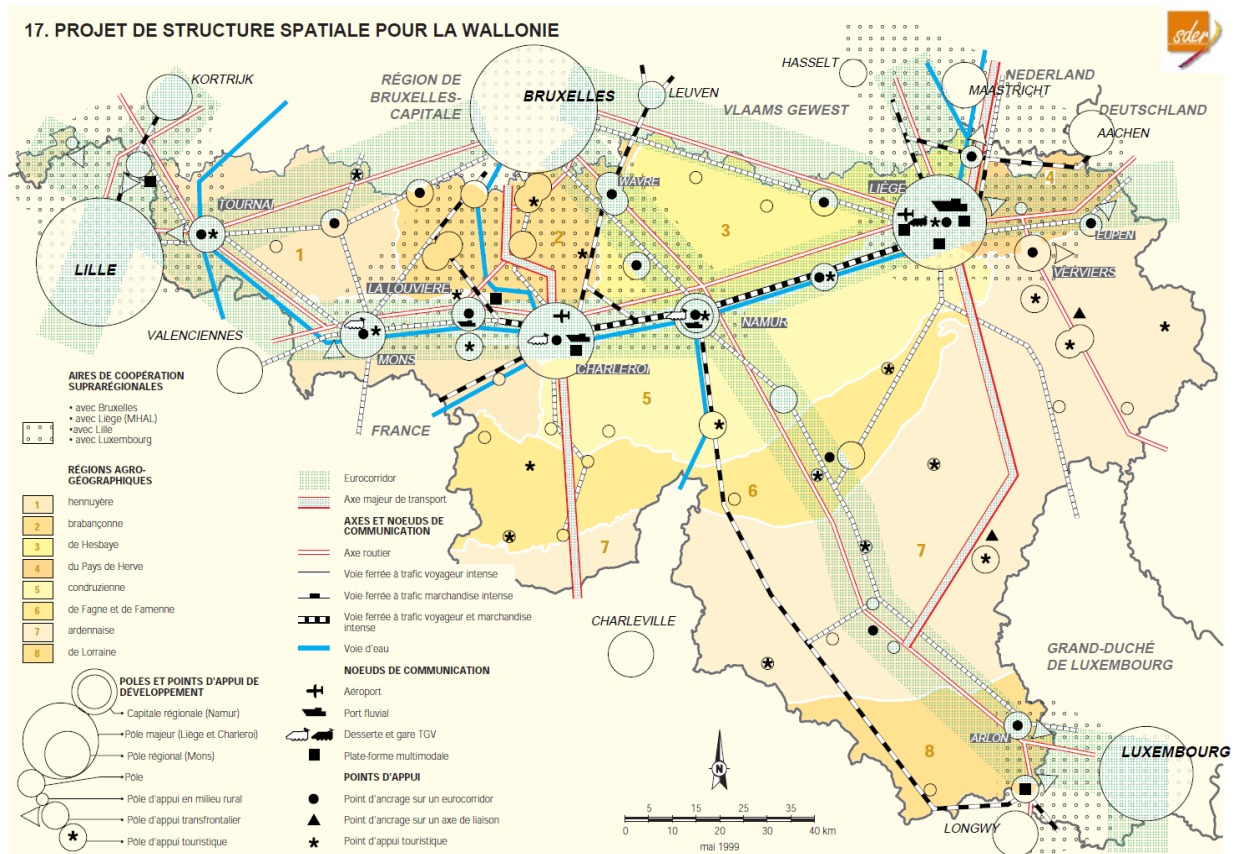 17. PROJET DE STRUCTURE SPATIALE POUR LA WALLONIE
sder
KORTRIJK
RÉGION DE
BRUXELLES-
CAPITALE
BRUXELLES
LEUVEN
VLAAMS GEWEST
HASSELT
NEDERLAND
MAASTRICHT
DEUTSCHLAND
AACHEN
TOURNAI
WAVRE
LIÈGE
4
EUPEN
1
2
3
LILLE
LA LOUVIERE
VERVIERS
VALENCIENNES
MONS
NAMUR
CHARLEROI
FRANCE
5
6
7
7
CHARLEVILLE
GRAND-DUCHÉ
DE LUXEMBOURG
ARLON
8
LUXEMBOURG
LONGWY
AIRES DE COOPÉRATION
SUPRARÉGIONALES
• avec Bruxelles
• avec Liège (MHAL)
•avec Lille
• avec Luxembourg
RÉGIONS AGRO-
GÉOGRAPHIQUES
1 hennuyère
2 brabançonne
3 de Hesbaye
4 du Pays de Herve
5 condruzienne
6 de Fagne et de Famenne
7 ardennaise
8 de Lorraine
POLES ET POINTS D'APPUI DE
DÉVELOPPEMENT
Capitale régionale (Namur)
Pôle majeur (Liège et Charleroi)
Pôle régional (Mons)
Pôle
Pôle d'appui en milieu rural
Pôle d'appui transfrontalier
Pôle d'appui touristique
Eurocorridor
Axe majeur de transport
AXES ET NOEUDS DE
COMMUNICATION
Axe routier
Voie ferrée à trafic voyageur intense
Voie ferrée à trafic marchandise intense
Voie ferrée à trafic voyageur et marchandise
intense
Voie d'eau
NOEUDS DE COMMUNICATION
Aéroport
Port fluvial
Desserte et gare TGV
Plate-forme multimodale
POINTS D'APPUI
Point d'ancrage sur un eurocorridor
Point d'ancrage sur un axe de liaison
Point d'appui touristique
N
5 15 25 35
0 10 20 30 40 km
mai 1999